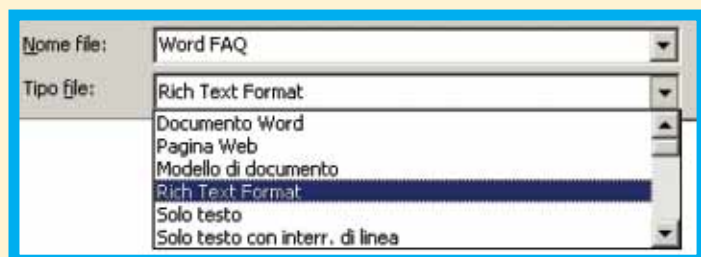 Nome file: Word FAQ
Tipo file: Rich Text Format
Documento Word
Pagina Web
Modello di documento
Rich Text Format
Solo testo
Solo testo con interr. di linea